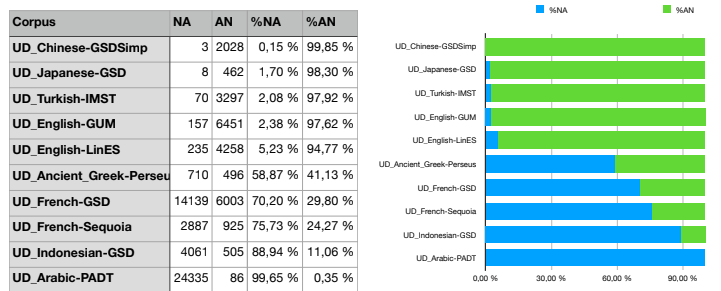 Corpus NA AN %NA %AN
UD_Chinese-GSDSimp 3 2028 0,15 % 99,85 %
UD_Japanese-GSD 8 462 1,70 % 98,30 %
UD_Turkish-IMST 70 3297 2,08 % 97,92 %
UD_English-GUM 157 6451 2,38 % 97,62 %
UD_English-LinES 235 4258 5,23 % 94,77 %
UD_Ancient_Greek-Perseu 710 496 58,87 % 41,13 %
UD_French-GSD 14139 6003 70,20 % 29,80 %
UD_French-Sequoia 2887 925 75,73 % 24,27 %
UD_Indonesian-GSD 4061 505 88,94 % 11,06 %
UD_Arabic-PADT 24335 86 99,65 % 0,35 %
%NA %AN
UD_Chinese-GSDSimp
UD_Japanese-GSD
UD_Turkish-IMST
UD_English-GUM
UD_English-LinES
UD_Ancient_Greek-Perseus
UD_French-GSD
UD_French-Sequoia
UD_Indonesian-GSD
UD_Arabic-PADT
0,00 % 30,00 % 60,00 % 90,00 %